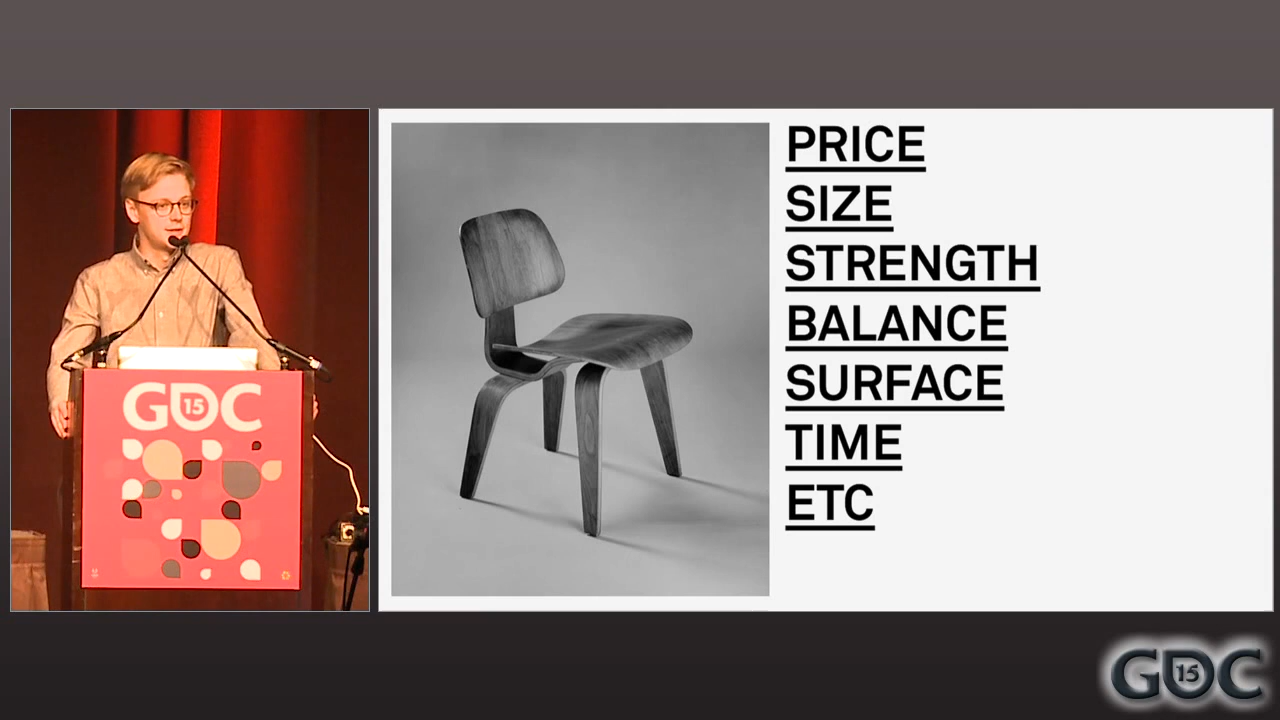 GDC
15
PRICE
SIZE
STRENGTH
BALANCE
SURFACE
TIME
ETC
GDC
15